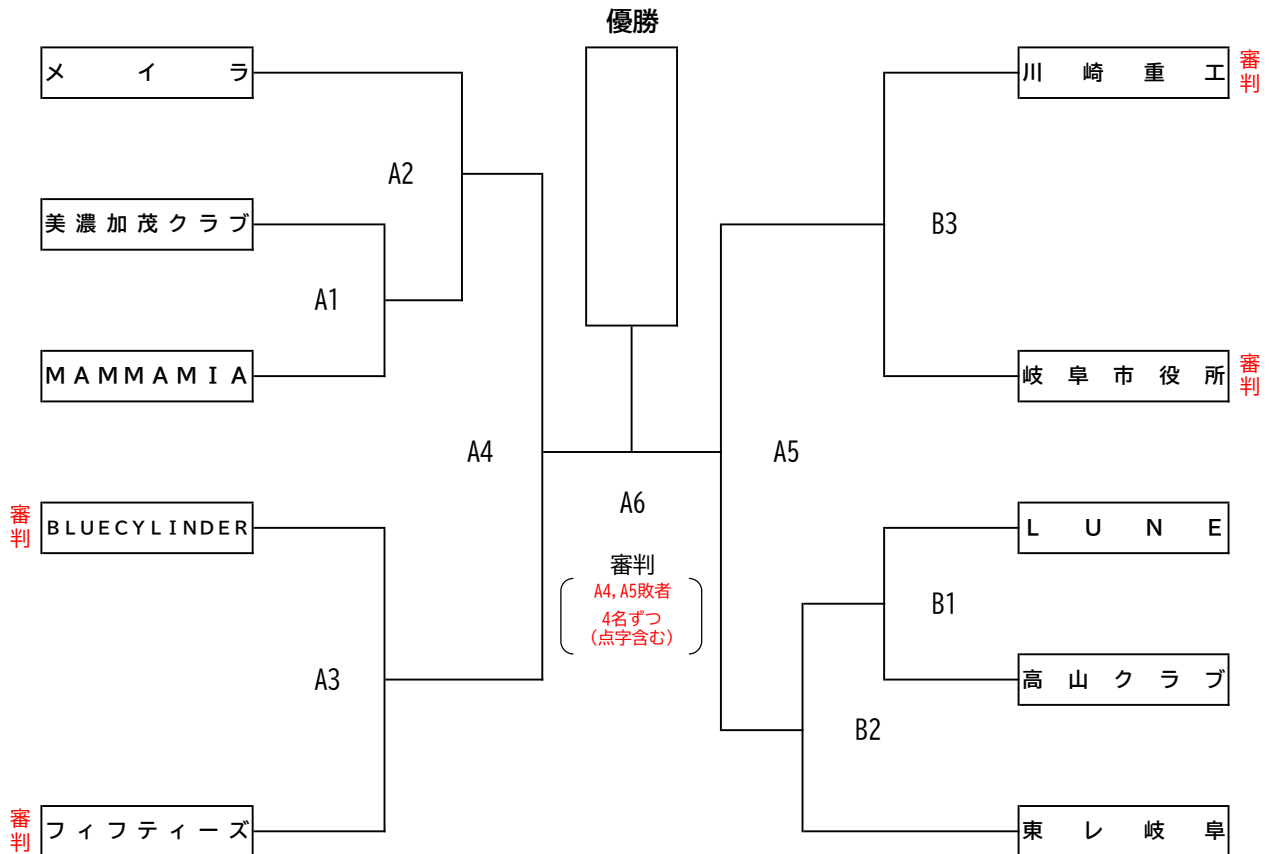 優勝
メイラ
A2
美濃加茂クラブ
A1
MAMMAMIA
A4
審判
BLUECYLINDER
A3
審判
フィフティーズ
A6
審判
A4,A5敗者
4名ずつ
(点字含む)
川崎重工
審判
B3
岐阜市役所
審判
A5
LUNE
B1
高山クラブ
B2
東レ岐阜